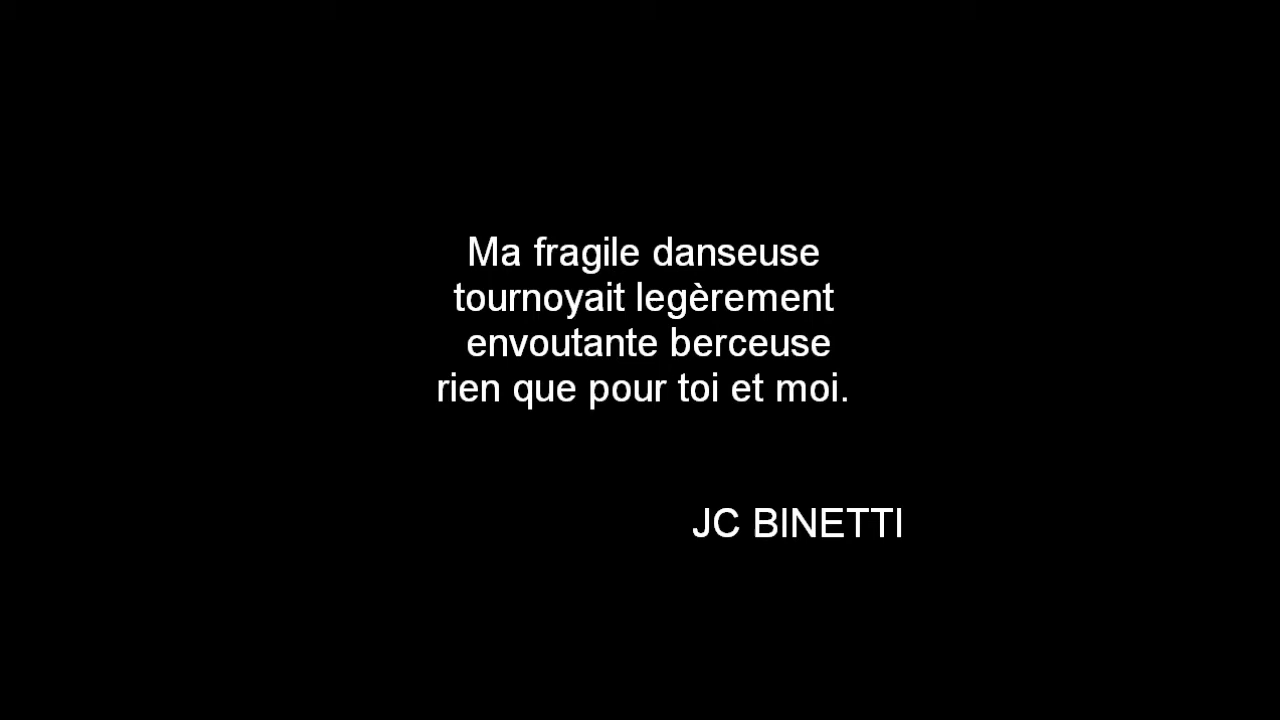 Ma fragile danseuse
tournoyait legèrement
envoutante berceuse
rien que pour toi et moi.
JC BINETTI